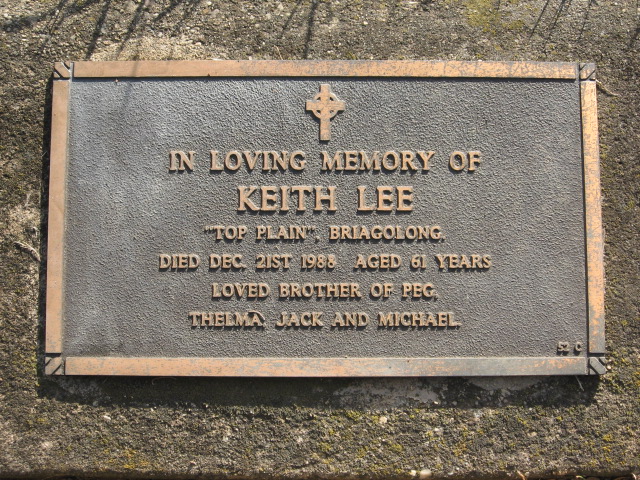 IN LOVING MEMORY OF
KEITH LEE
"TOP PLAIN", BRIAGOLONG.
DIED DEC. 21ST 1988 AGED 61 YEARS
LOVED BROTHER OF PEG,
THELMA, JACK AND MICHAEL.
52 C